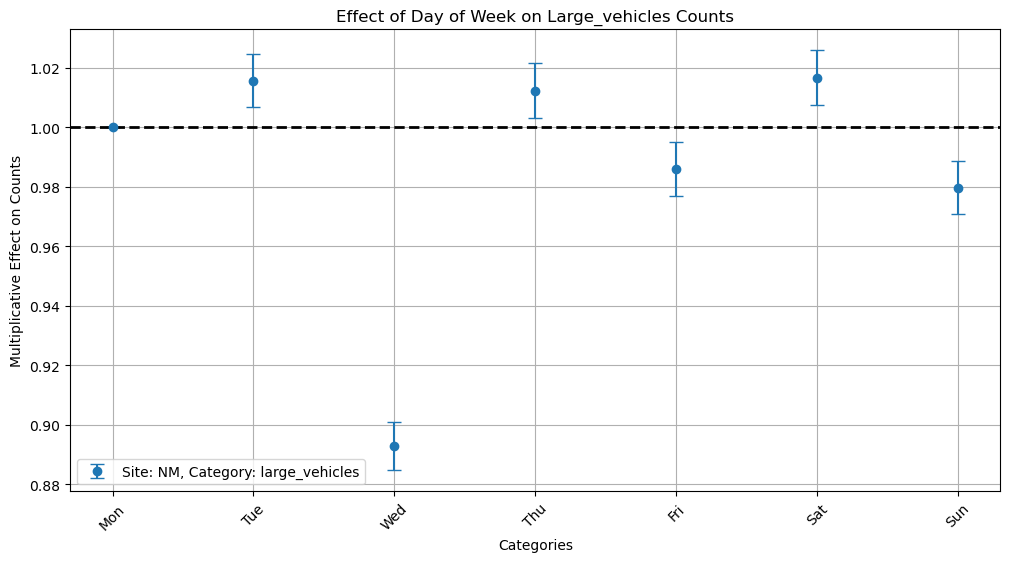 Effect of Day of Week on Large_vehicles Counts
Multiplicative Effect on Counts
1.02
1.00
0.98
0.96
0.94
0.92
0.90
0.88
Site: NM, Category: large_vehicles
Mon
Tue
Wed
Thu
Fri
Sat
Sun
Categories